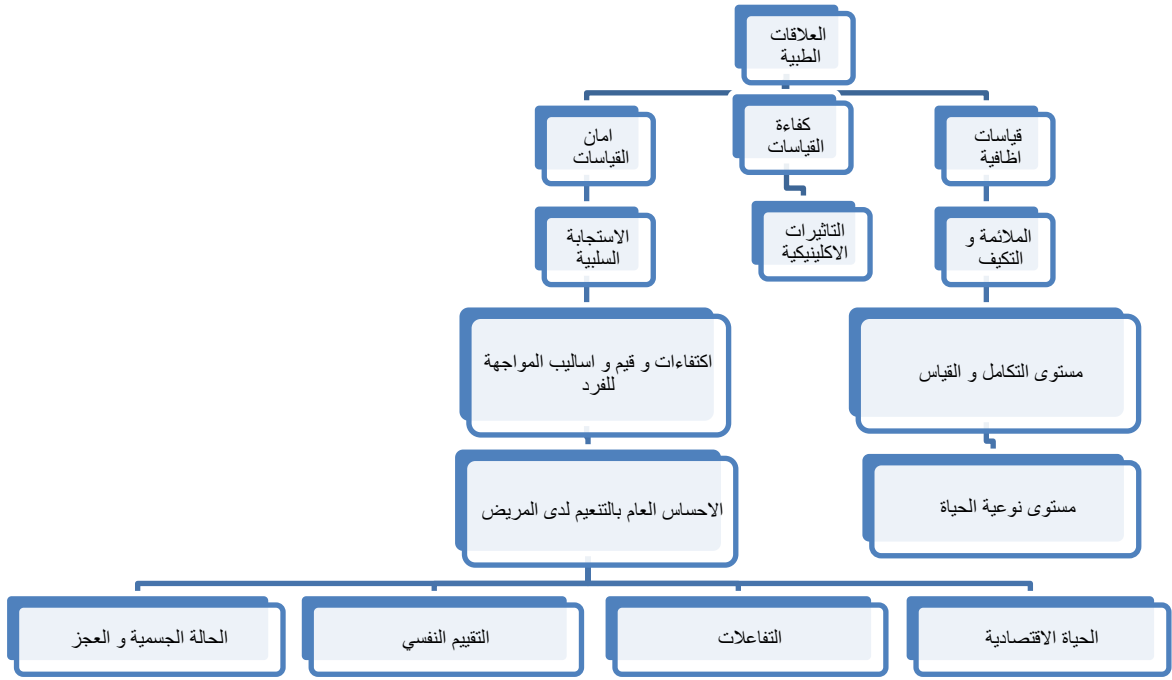 العلاقات
الطبية
قياسات
اظافية
كفاءة
القياسات
امان
القياسات
الملائمة و
التكيف
التاثيرات
الاكلينيكية
الاستجابة
السلبية
مستوى التكامل و القياس
اكتفاءات و قيم و اساليب المواجهة
للفرد
مستوى نوعية الحياة
الاحساس العام بالتنعيم لدى المريض
الحياة الاقتصادية
التفاعلات
التقييم النفسي
الحالة الجسمية و العجز